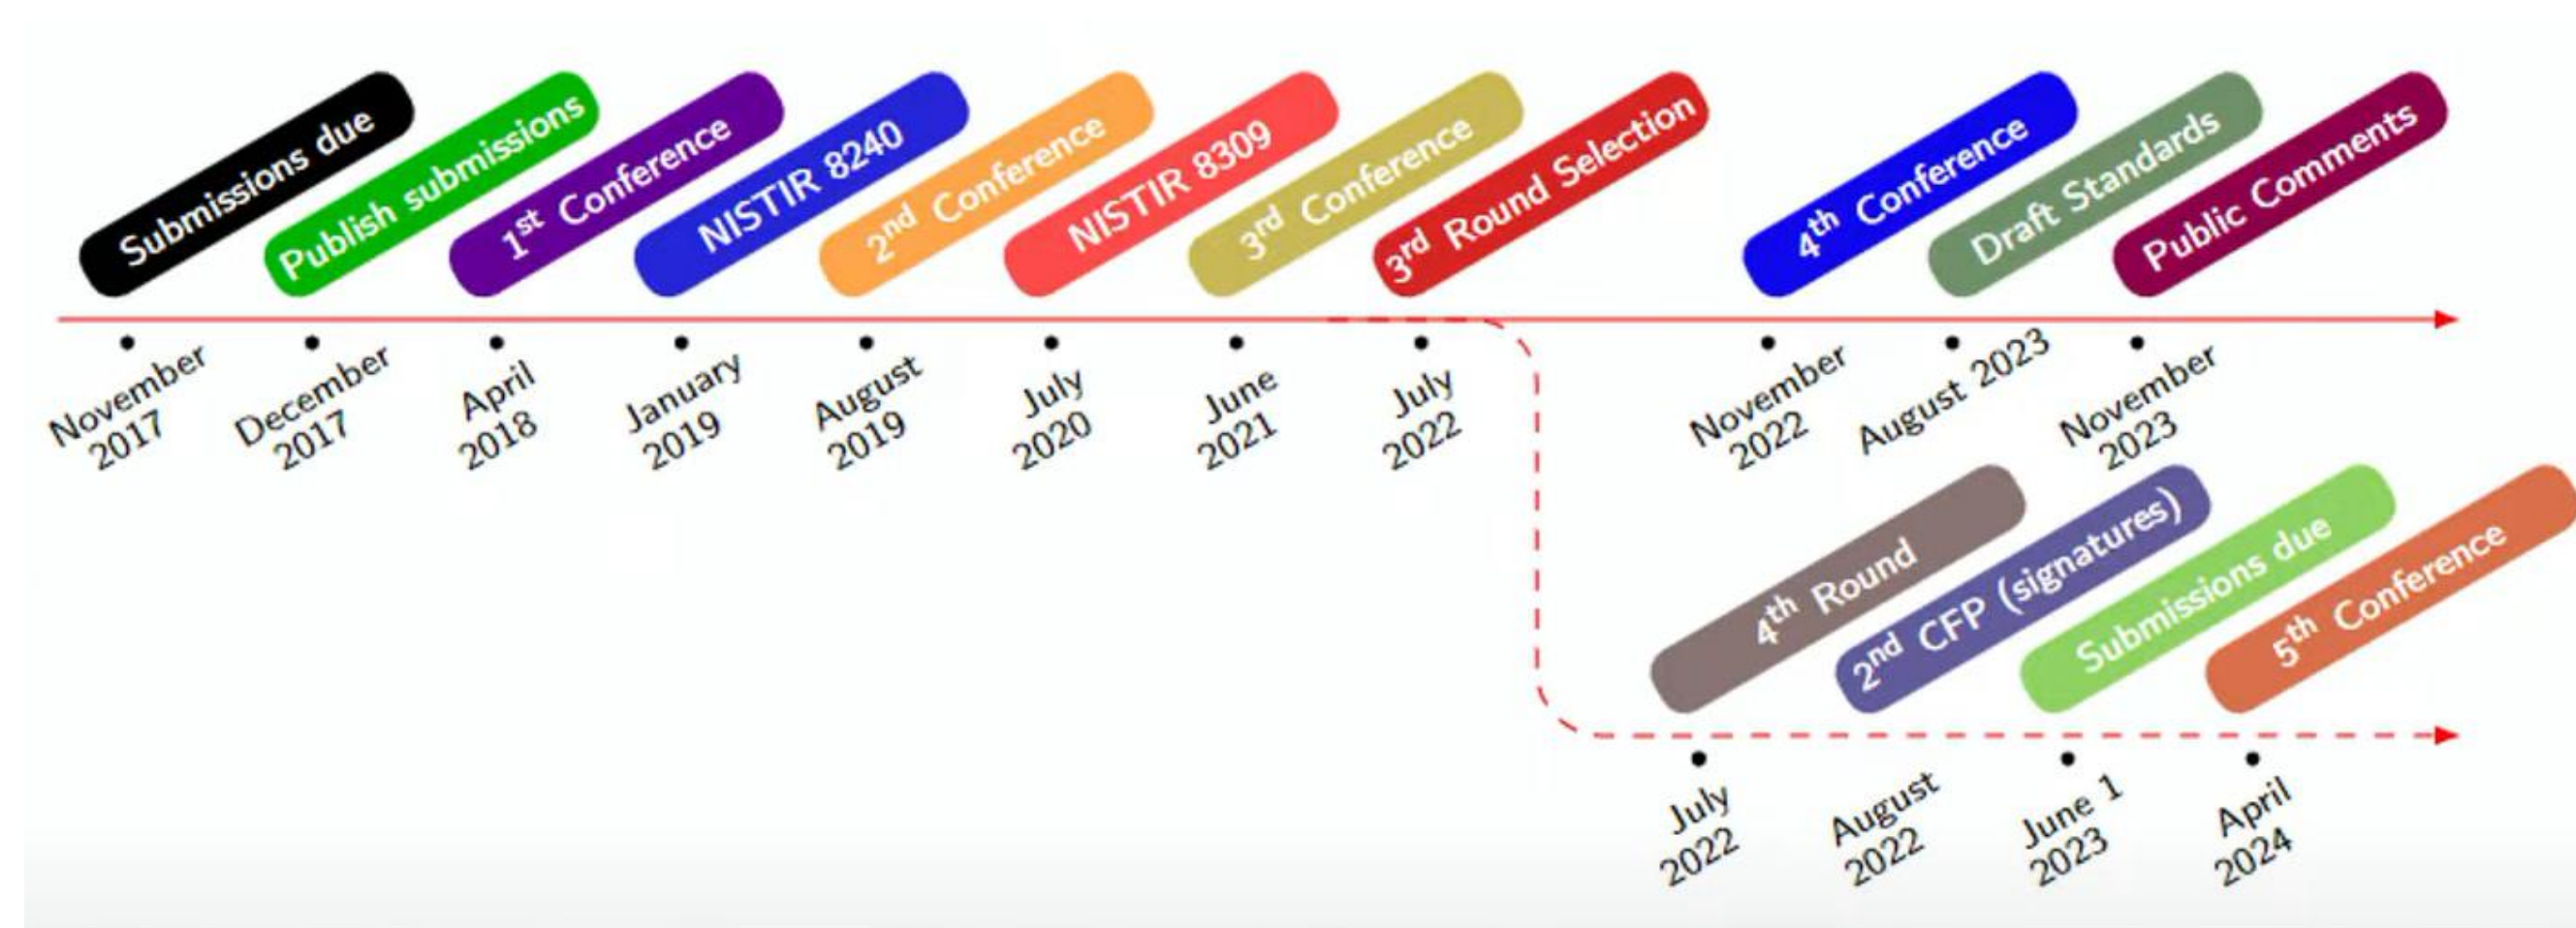 Submissions due
Publish submissions
1st Conference
NISTIR 8240
2nd Conference
NISTIR 8309
3rd Conference
3rd Round Selection
4th Conference
Draft Standards
Public Comments
November
2017
December
2017
April
2018
January
2019
August
2019
July
2020
June
2021
July
2022
November
2022
August 2023
November
2023
4th Round
2nd CFP (signatures)
Submissions due
5th Conference
July
2022
August
2022
June 1
2023
April
2024